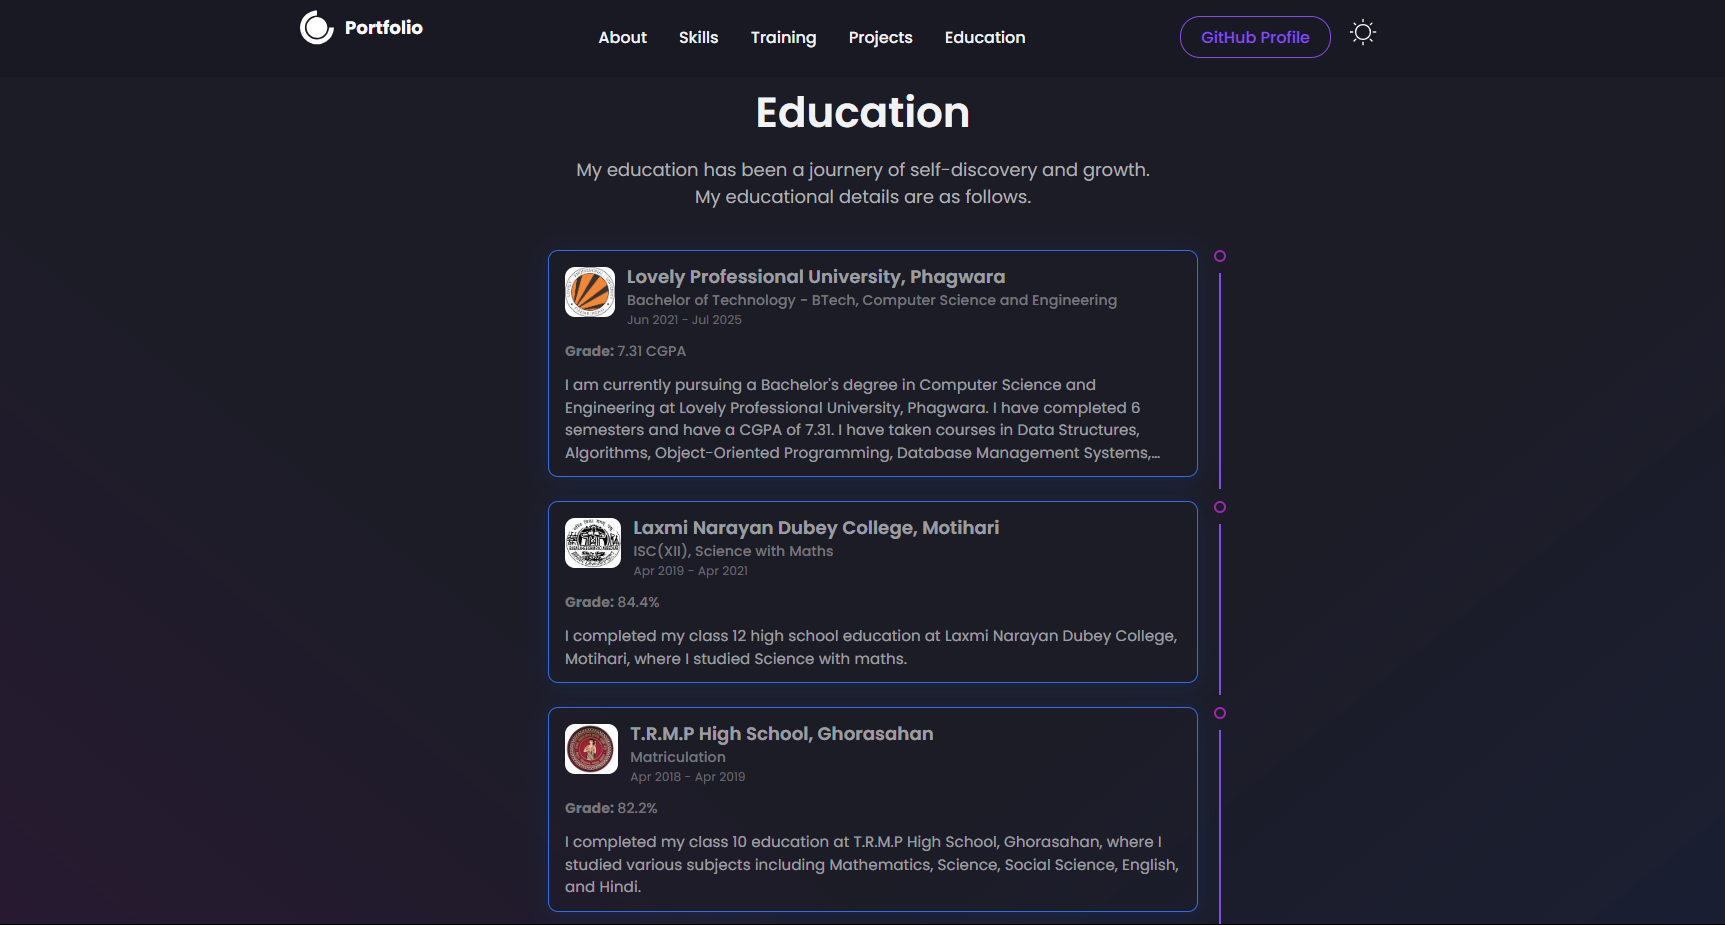 Portfolio
About
Skills
Training
Projects
Education
GitHub Profile
Education
My education has been a journery of self-discovery and growth.
My educational details are as follows.
Lovely Professional University, Phagwara
Bachelor of Technology - BTech, Computer Science and Engineering
Jun 2021 - Jul 2025
Grade: 7.31 CGPA
I am currently pursuing a Bachelor's degree in Computer Science and
Engineering at Lovely Professional University, Phagwara. I have completed 6
semesters and have a CGPA of 7.31. I have taken courses in Data Structures,
Algorithms, Object-Oriented Programming, Database Management Systems,...
Laxmi Narayan Dubey College, Motihari
ISC(XII), Science with Maths
Apr 2019 - Apr 2021
Grade: 84.4%
I completed my class 12 high school education at Laxmi Narayan Dubey College,
Motihari, where I studied Science with maths.
T.R.M.P High School, Ghorasahan
Matriculation
Apr 2018 - Apr 2019
Grade: 82.2%
I completed my class 10 education at T.R.M.P High School, Ghorasahan, where I
studied various subjects including Mathematics, Science, Social Science, English,
and Hindi.